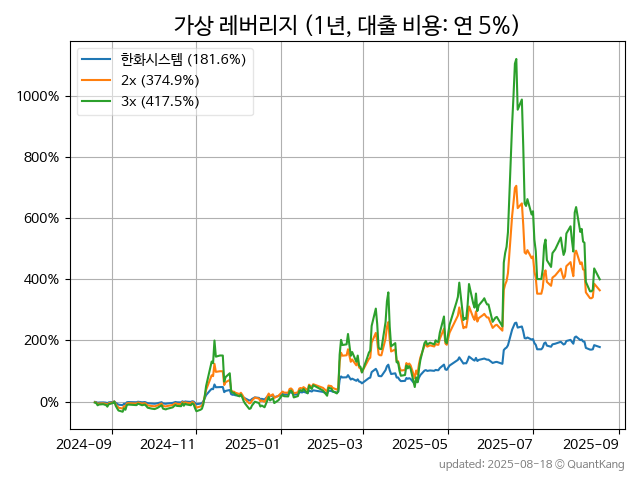 가상 레버리지 (1년, 대출 비용: 연 5%)
한화시스템 (181.6%)
2x (374.9%)
3x (417.5%)
1000%
800%
600%
400%
200%
0%
2024-09 2024-11 2025-01 2025-03 2025-05 2025-07 2025-09
updated: 2025-08-18 © QuantKang